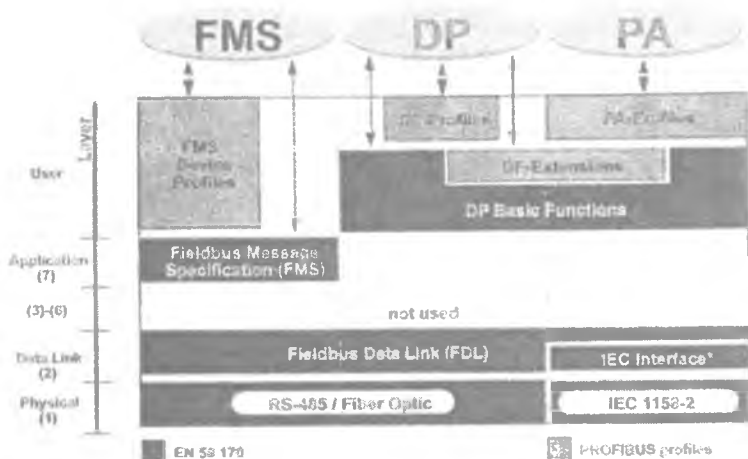 FMS
DP
PA
Layer
User
FMS
Device
Profiles
DP-Profiles
PA-Profiles
DP-Extensions
DP Basic Functions
Application
(7)
Fieldbus Message
Specification (FMS)
(3)-(6)
not used
Data Link
(2)
Fieldbus Data Link (FDL)
IEC Interface*
Physical
(1)
RS-485 / Fiber Optic
IEC 1158-2
EN 50 170
PROFIBUS profiles